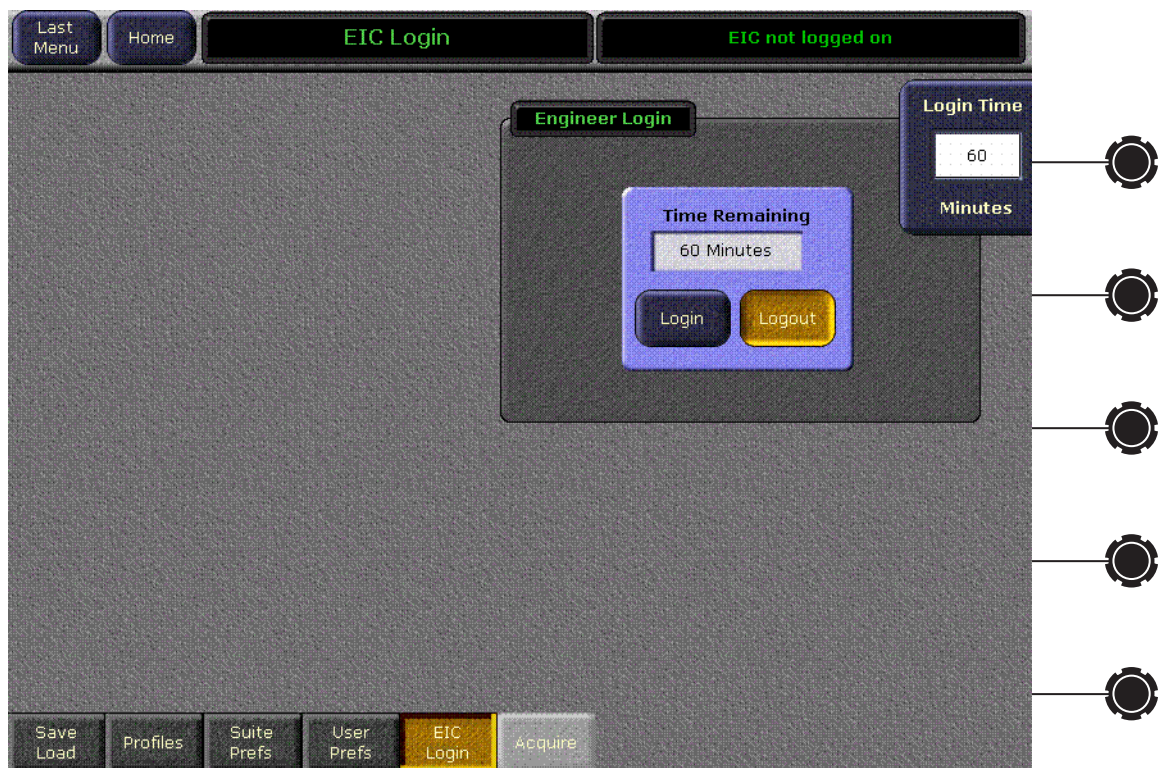 Last
Menu
Home
EIC Login
EIC not logged on
Engineer Login
Login Time
60
Minutes
Time Remaining
60 Minutes
Login
Logout
Save
Load
Profiles
Suite
Prefs
User
Prefs
EIC
Login
Acquire